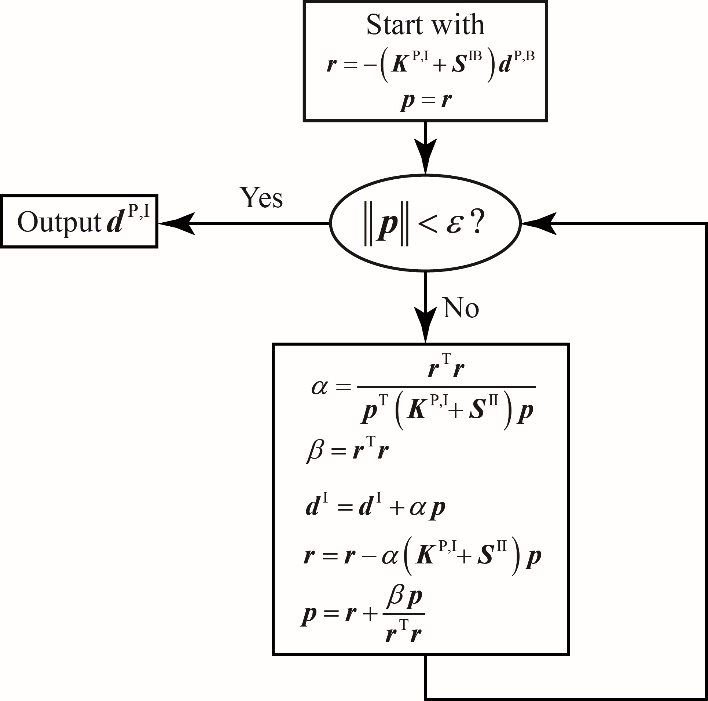 Start with
r = −(K^{P,I} + S^{IB}) d^{P,B}
p = r
‖p‖ < ε ?
Yes
Output d^{P,I}
No
α = r^T r / p^T (K^{P,I} + S^{II}) p
β = r^T r
d^I = d^I + α p
r = r − α (K^{P,I} + S^{II}) p
p = r + β p / r^T r